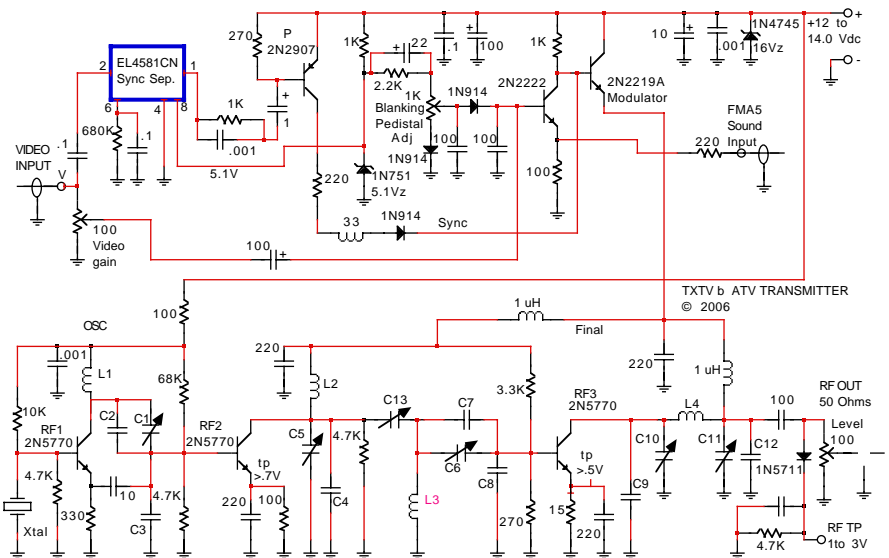 P
2N2907
270
1K
22
.1
100
1K
10
.001
1N4745
16Vz
+12 to
14.0 Vdc
+
-
EL4581CN
Sync Sep.
2
1
6
4
8
2.2K
1N914
2N2222
2N2219A
Modulator
1K
Blanking
Pedistal
Adj
FMA5
Sound
Input
220
680K
.1
.1
VIDEO
INPUT
V
1K
.001
+
1
5.1V
100
100
1N914
1N751
5.1Vz
220
100
100
Video
gain
33
1N914
Sync
100
+
TXTV b ATV TRANSMITTER
© 2006
1 uH
Final
100
OSC
.001
L1
220
L2
220
1 uH
RF OUT
50 Ohms
Level
100
68K
10K
RF1
2N5770
C2
C1
RF2
2N5770
C13
C7
3.3K
RF3
2N5770
L4
100
C5
4.7K
C6
C10
C11
C12
1N5711
tp
>.7V
tp
>.5V
4.7K
10
4.7K
220
100
C4
L3
C8
C9
Xtal
330
C3
270
15
220
4.7K
RF TP
1to 3V